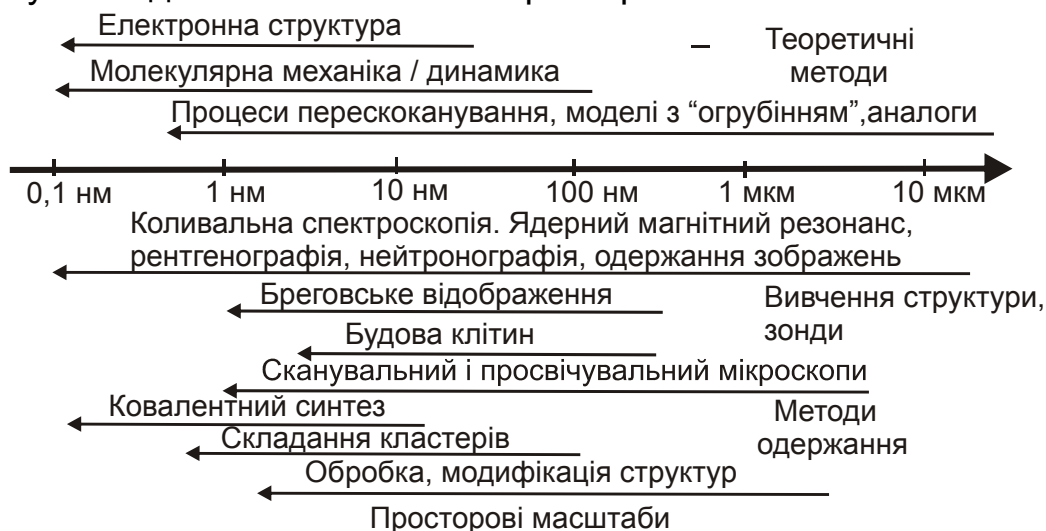 Електронна структура
– Теоретичні
методи
Молекулярна механіка / динамика
Процеси перескоканування, моделі з “огрубінням”,аналоги
0,1 нм 1 нм 10 нм 100 нм 1 мкм 10 мкм
Коливальна спектроскопія. Ядерний магнітний резонанс,
рентгенографія, нейтронографія, одержання зображень
Бреговське відображення
Вивчення структури,
зонди
Будова клітин
Сканувальний і просвічувальний мікроскопи
Ковалентний синтез
Методи
одержання
Складання кластерів
Обробка, модифікація структур
Просторові масштаби